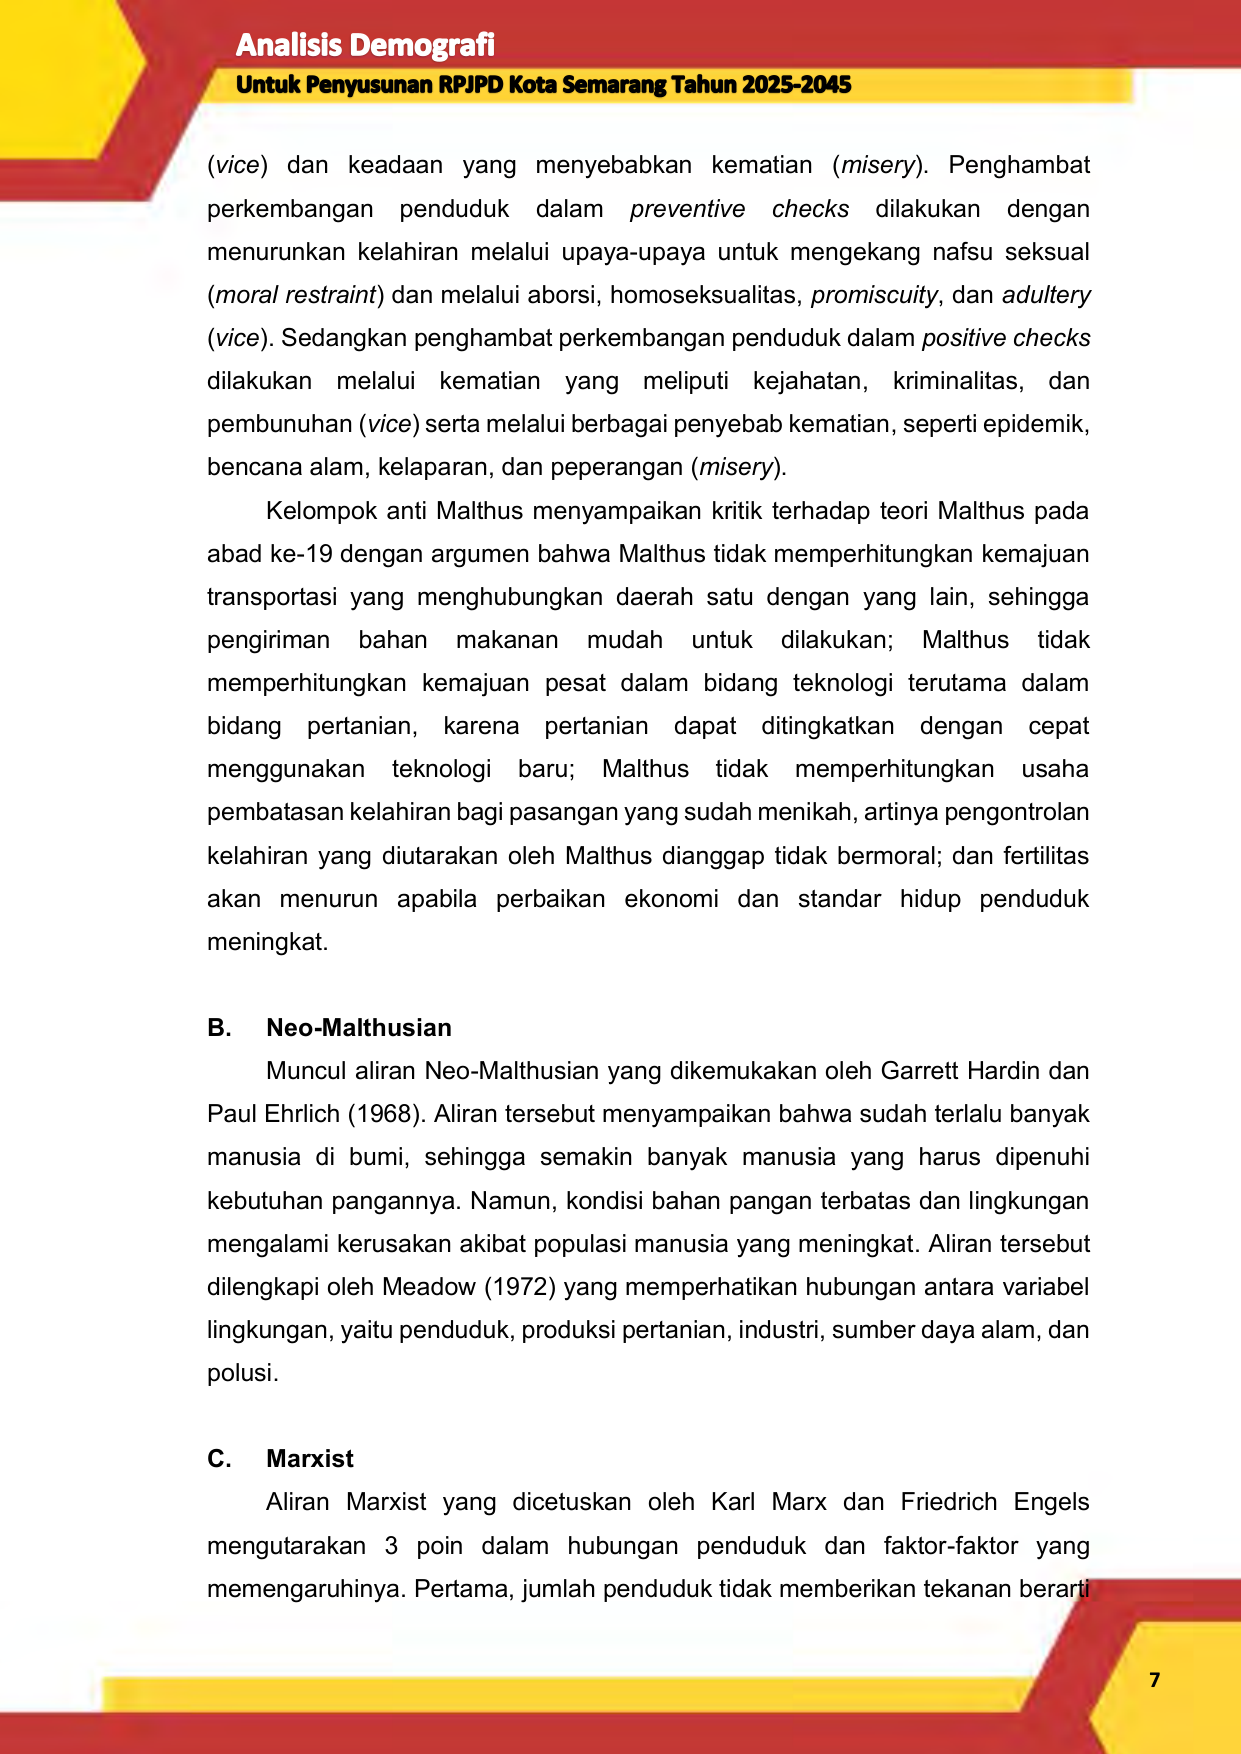 Analisis Demografi
Untuk Penyusunan RPJPD Kota Semarang Tahun 2025-2045
(vice) dan keadaan yang menyebabkan kematian (misery). Penghambat
perkembangan penduduk dalam preventive checks dilakukan dengan
menurunkan kelahiran melalui upaya-upaya untuk mengekang nafsu seksual
(moral restraint) dan melalui aborsi, homoseksualitas, promiscuity, dan adultery
(vice). Sedangkan penghambat perkembangan penduduk dalam positive checks
dilakukan melalui kematian yang meliputi kejahatan, kriminalitas, dan
pembunuhan (vice) serta melalui berbagai penyebab kematian, seperti epidemik,
bencana alam, kelaparan, dan peperangan (misery).
Kelompok anti Malthus menyampaikan kritik terhadap teori Malthus pada
abad ke-19 dengan argumen bahwa Malthus tidak memperhitungkan kemajuan
transportasi yang menghubungkan daerah satu dengan yang lain, sehingga
pengiriman bahan makanan mudah untuk dilakukan; Malthus tidak
memperhitungkan kemajuan pesat dalam bidang teknologi terutama dalam
bidang pertanian, karena pertanian dapat ditingkatkan dengan cepat
menggunakan teknologi baru; Malthus tidak memperhitungkan usaha
pembatasan kelahiran bagi pasangan yang sudah menikah, artinya pengontrolan
kelahiran yang diutarakan oleh Malthus dianggap tidak bermoral; dan fertilitas
akan menurun apabila perbaikan ekonomi dan standar hidup penduduk
meningkat.
B. Neo-Malthusian
Muncul aliran Neo-Malthusian yang dikemukakan oleh Garrett Hardin dan
Paul Ehrlich (1968). Aliran tersebut menyampaikan bahwa sudah terlalu banyak
manusia di bumi, sehingga semakin banyak manusia yang harus dipenuhi
kebutuhan pangannya. Namun, kondisi bahan pangan terbatas dan lingkungan
mengalami kerusakan akibat populasi manusia yang meningkat. Aliran tersebut
dilengkapi oleh Meadow (1972) yang memperhatikan hubungan antara variabel
lingkungan, yaitu penduduk, produksi pertanian, industri, sumber daya alam, dan
polusi.
C. Marxist
Aliran Marxist yang dicetuskan oleh Karl Marx dan Friedrich Engels
mengutarakan 3 poin dalam hubungan penduduk dan faktor-faktor yang
memengaruhinya. Pertama, jumlah penduduk tidak memberikan tekanan berarti
7